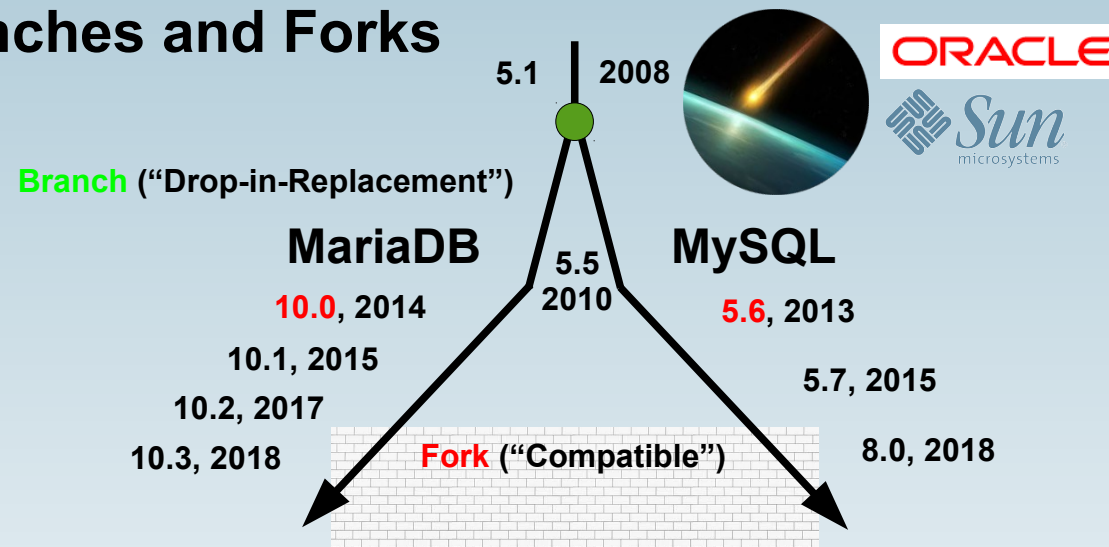 nches and Forks
5.1
2008
ORACLE
Sun
microsystems
Branch (“Drop-in-Replacement”)
MariaDB
MySQL
5.5
2010
10.0, 2014
5.6, 2013
10.1, 2015
5.7, 2015
10.2, 2017
10.3, 2018
Fork (“Compatible”)
8.0, 2018